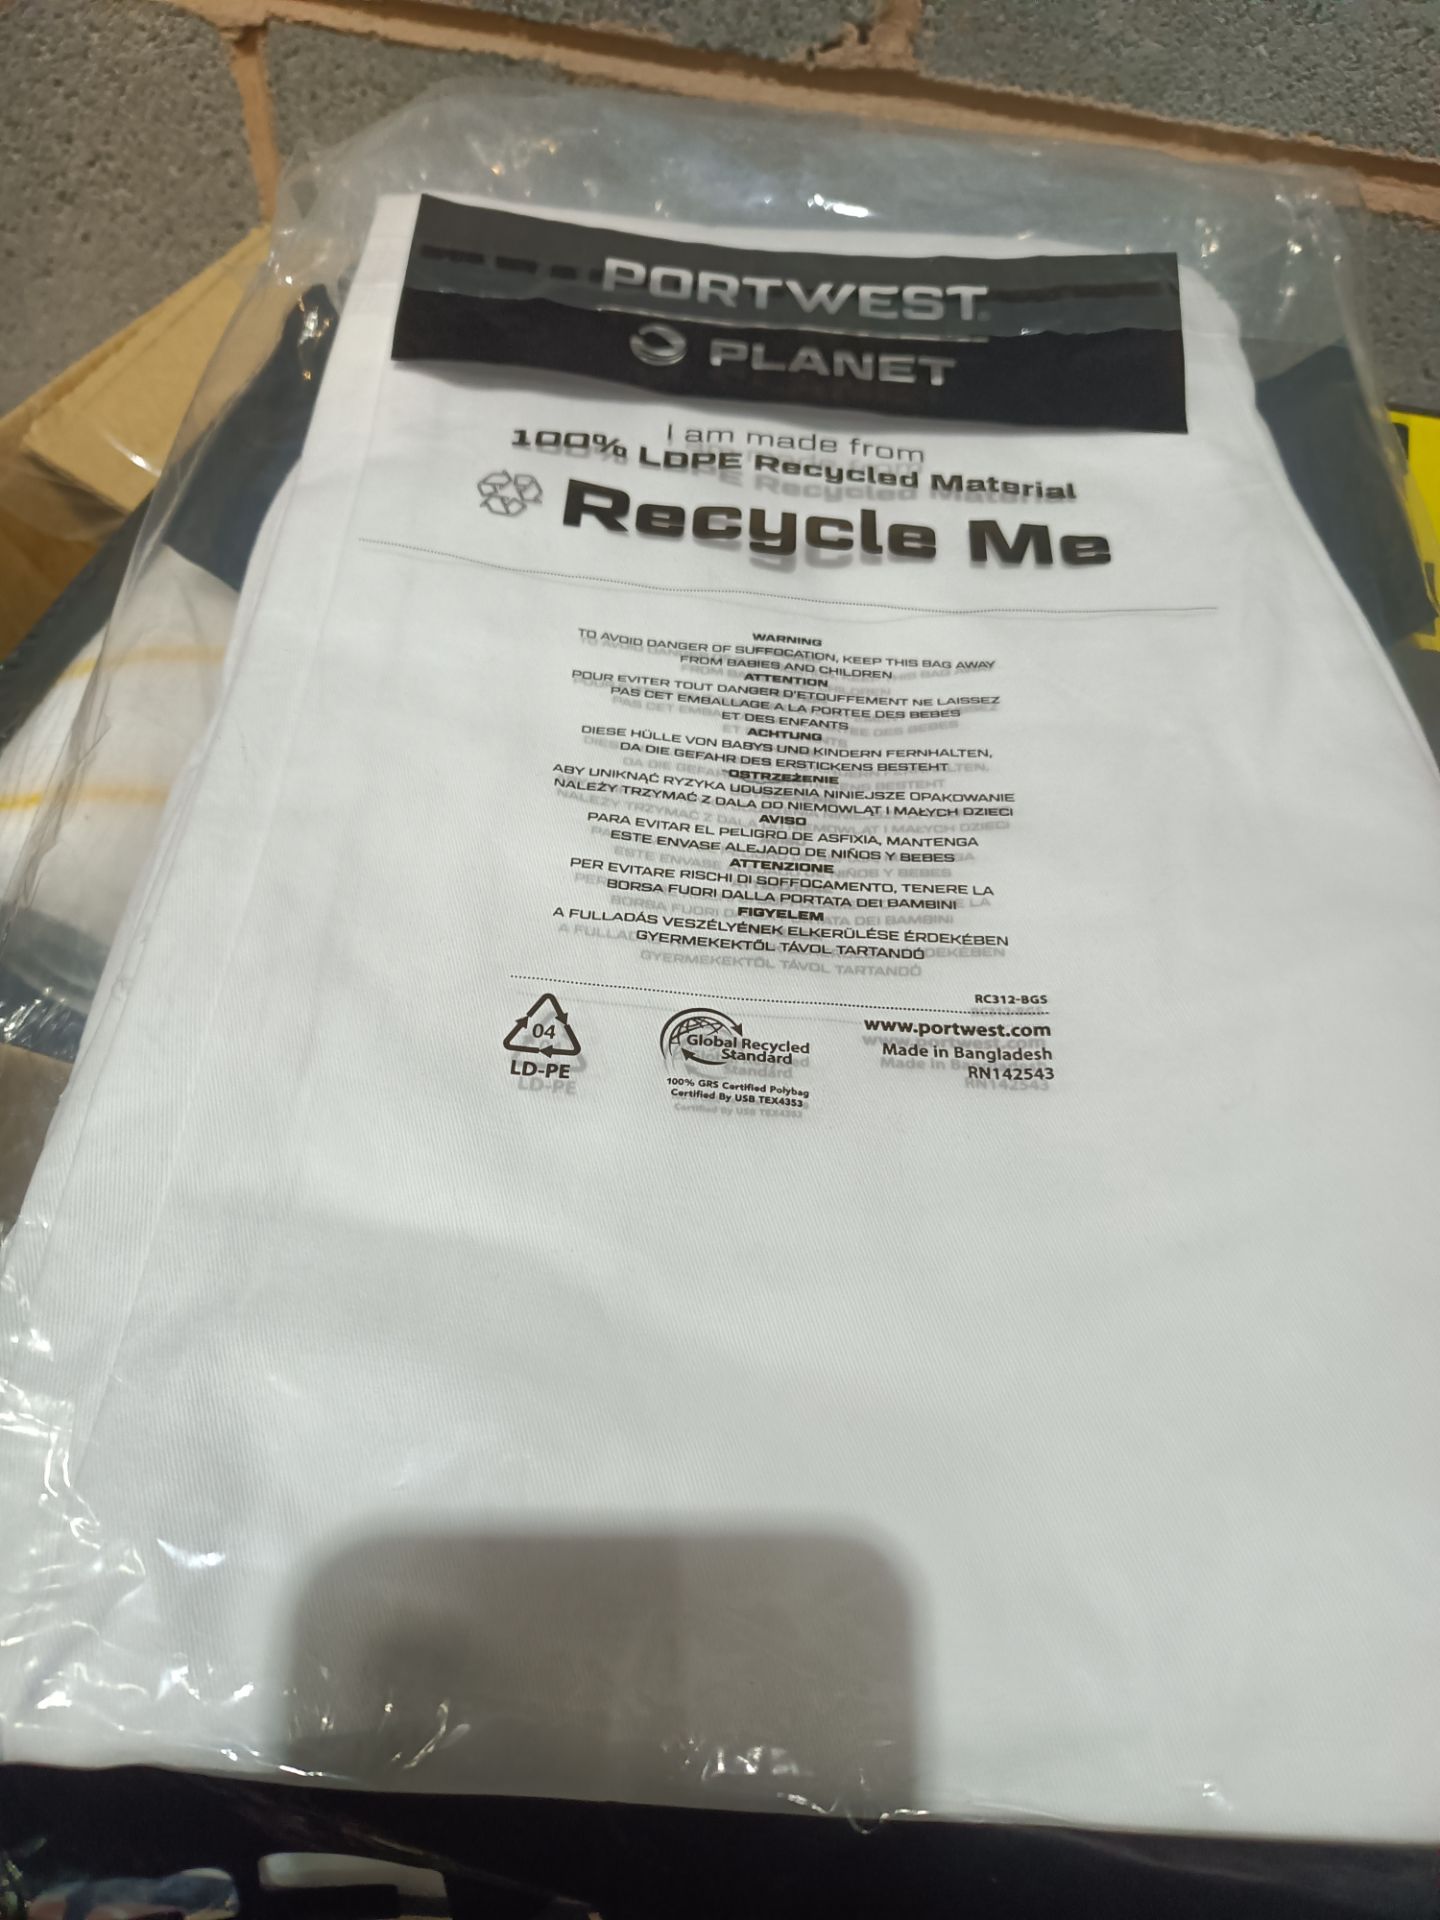 PORTWEST
PLANET
I am made from
100% LDPE Recycled Material
Recycle Me
WARNING
TO AVOID DANGER OF SUFFOCATION, KEEP THIS BAG AWAY
FROM BABIES AND CHILDREN
ATTENTION
POUR EVITER TOUT DANGER D'ETOUFFEMENT NE LAISSEZ
PAS CET EMBALLAGE A LA PORTEE DES BEBES
ET DES ENFANTS
ACHTUNG
DIESE HÜLLE VON BABYS UND KINDERN FERNHALTEN,
DA DIE GEFAHR DES ERSTICKENS BESTEHT
OSTRZEŻENIE
ABY UNIKNĄĆ RYZYKA UDUSZENIA NINIEJSZE OPAKOWANIE
NALEŻY TRZYMAĆ Z DALA DO NIEMOWLĄT I MAŁYCH DZIECI
AVISO
PARA EVITAR EL PELIGRO DE ASFIXIA, MANTENGA
ESTE ENVASE ALEJADO DE NIÑOS Y BEBES
ATTENZIONE
PER EVITARE RISCHI DI SOFFOCAMENTO, TENERE LA
BORSA FUORI DALLA PORTATA DEI BAMBINI
FIGYELEM
A FULLADÁS VESZÉLYÉNEK ELKERÜLÉSE ÉRDEKÉBEN
GYERMEKEKTŐL TÁVOL TARTANDÓ
RC312-BGS
04
LD-PE
Global Recycled
Standard
100% GRS Certified Polybag
Certified By USB TEX4353
www.portwest.com
Made in Bangladesh
RN142543